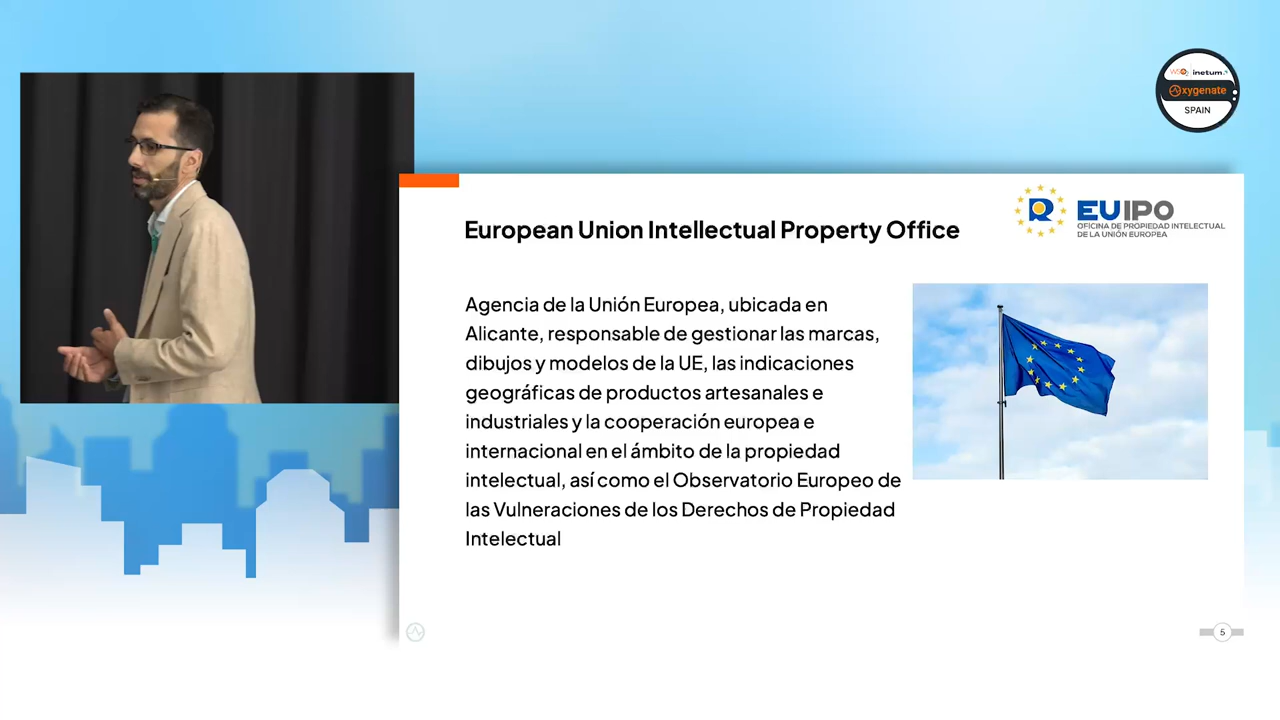 WSO2 inetum.
Oxygenate
SPAIN
European Union Intellectual Property Office
EUIPO
OFICINA DE PROPIEDAD INTELECTUAL
DE LA UNIÓN EUROPEA
Agencia de la Unión Europea, ubicada en
Alicante, responsable de gestionar las marcas,
dibujos y modelos de la UE, las indicaciones
geográficas de productos artesanales e
industriales y la cooperación europea e
internacional en el ámbito de la propiedad
intelectual, así como el Observatorio Europeo de
las Vulneraciones de los Derechos de Propiedad
Intelectual
5